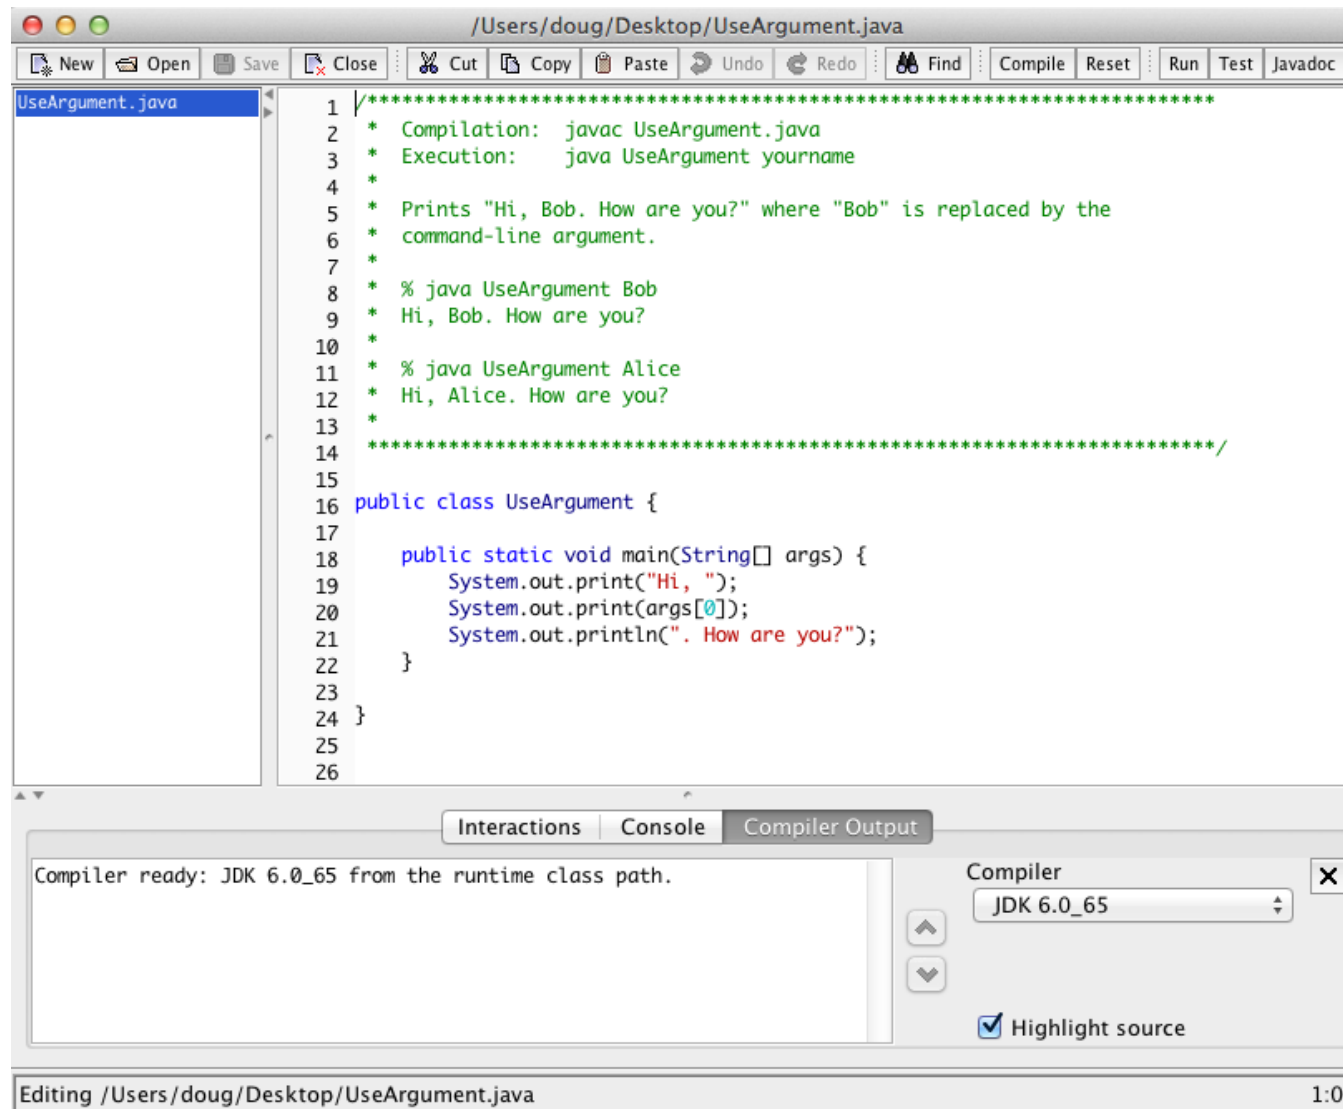 /Users/doug/Desktop/UseArgument.java
New Open Save Close Cut Copy Paste Undo Redo Find Compile Reset Run Test Javadoc
UseArgument.java
1 /*************************************************************************
2 *  Compilation:  javac UseArgument.java
3 *  Execution:    java UseArgument yourname
4 *
5 *  Prints "Hi, Bob. How are you?" where "Bob" is replaced by the
6 *  command-line argument.
7 *
8 *  % java UseArgument Bob
9 *  Hi, Bob. How are you?
10 *
11 *  % java UseArgument Alice
12 *  Hi, Alice. How are you?
13 *
14 *************************************************************************/
15
16 public class UseArgument {
17
18     public static void main(String[] args) {
19         System.out.print("Hi, ");
20         System.out.print(args[0]);
21         System.out.println(". How are you?");
22     }
23
24 }
25
26
Interactions Console Compiler Output
Compiler ready: JDK 6.0_65 from the runtime class path.
Compiler
JDK 6.0_65
Highlight source
Editing /Users/doug/Desktop/UseArgument.java 1:0